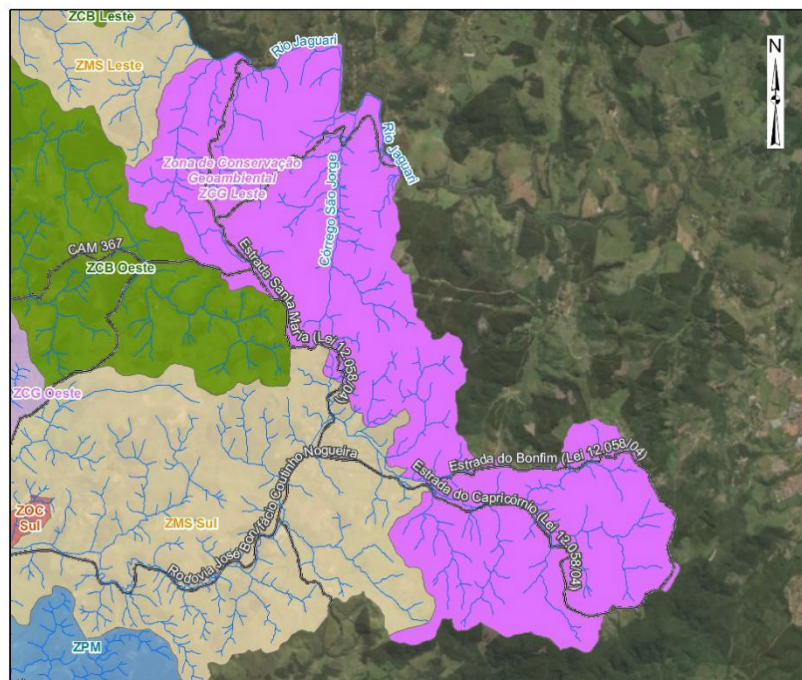 ZCB Leste
N
Rio Jaguari
ZMS Leste
Rio Jaguari
Zona de Conservação
Geoambiental
ZCG Leste
Córrego São Jorge
CAM 367
ZCB Oeste
Estrada Santa Maria (Lei 12.058/04)
ZCG Oeste
Rodovia José Bonifácio Coutinho Nogueira
Estrada do Bonfim (Lei 12.058/04)
Estrada do Capricórnio (Lei 12.058/04)
ZOC
Sul
ZMS Sul
ZPM